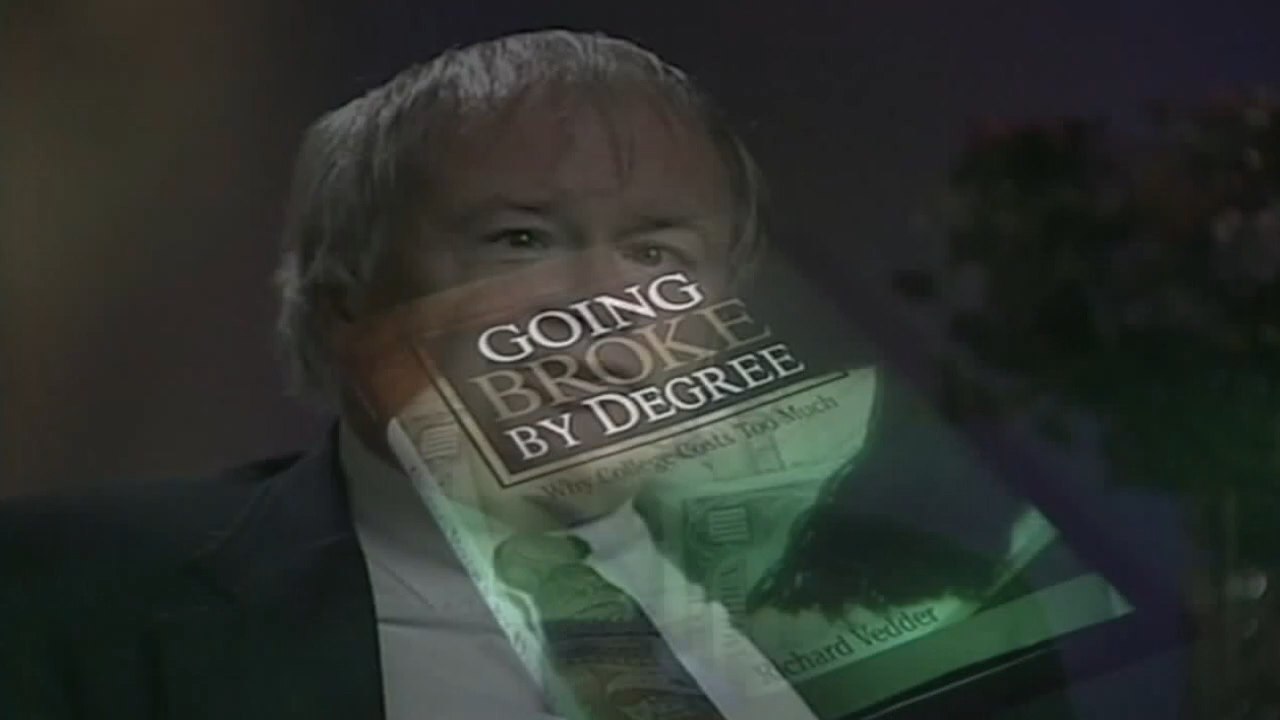 GOING
BROKE
BY DEGREE
Why College Costs Too Much
Richard Vedder